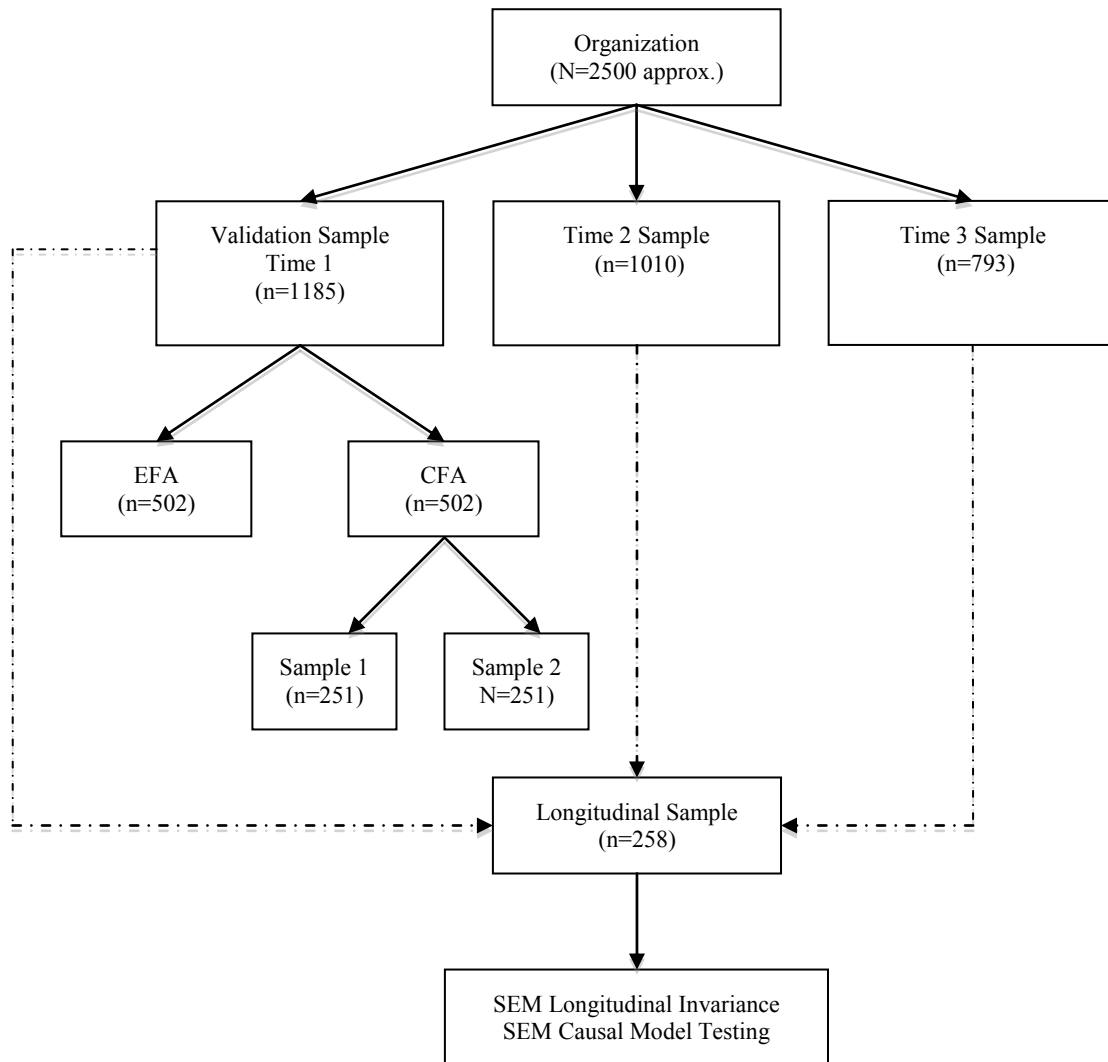 Organization
(N=2500 approx.)
Validation Sample
Time 1
(n=1185)
Time 2 Sample
(n=1010)
Time 3 Sample
(n=793)
EFA
(n=502)
CFA
(n=502)
Sample 1
(n=251)
Sample 2
N=251)
Longitudinal Sample
(n=258)
SEM Longitudinal Invariance
SEM Causal Model Testing